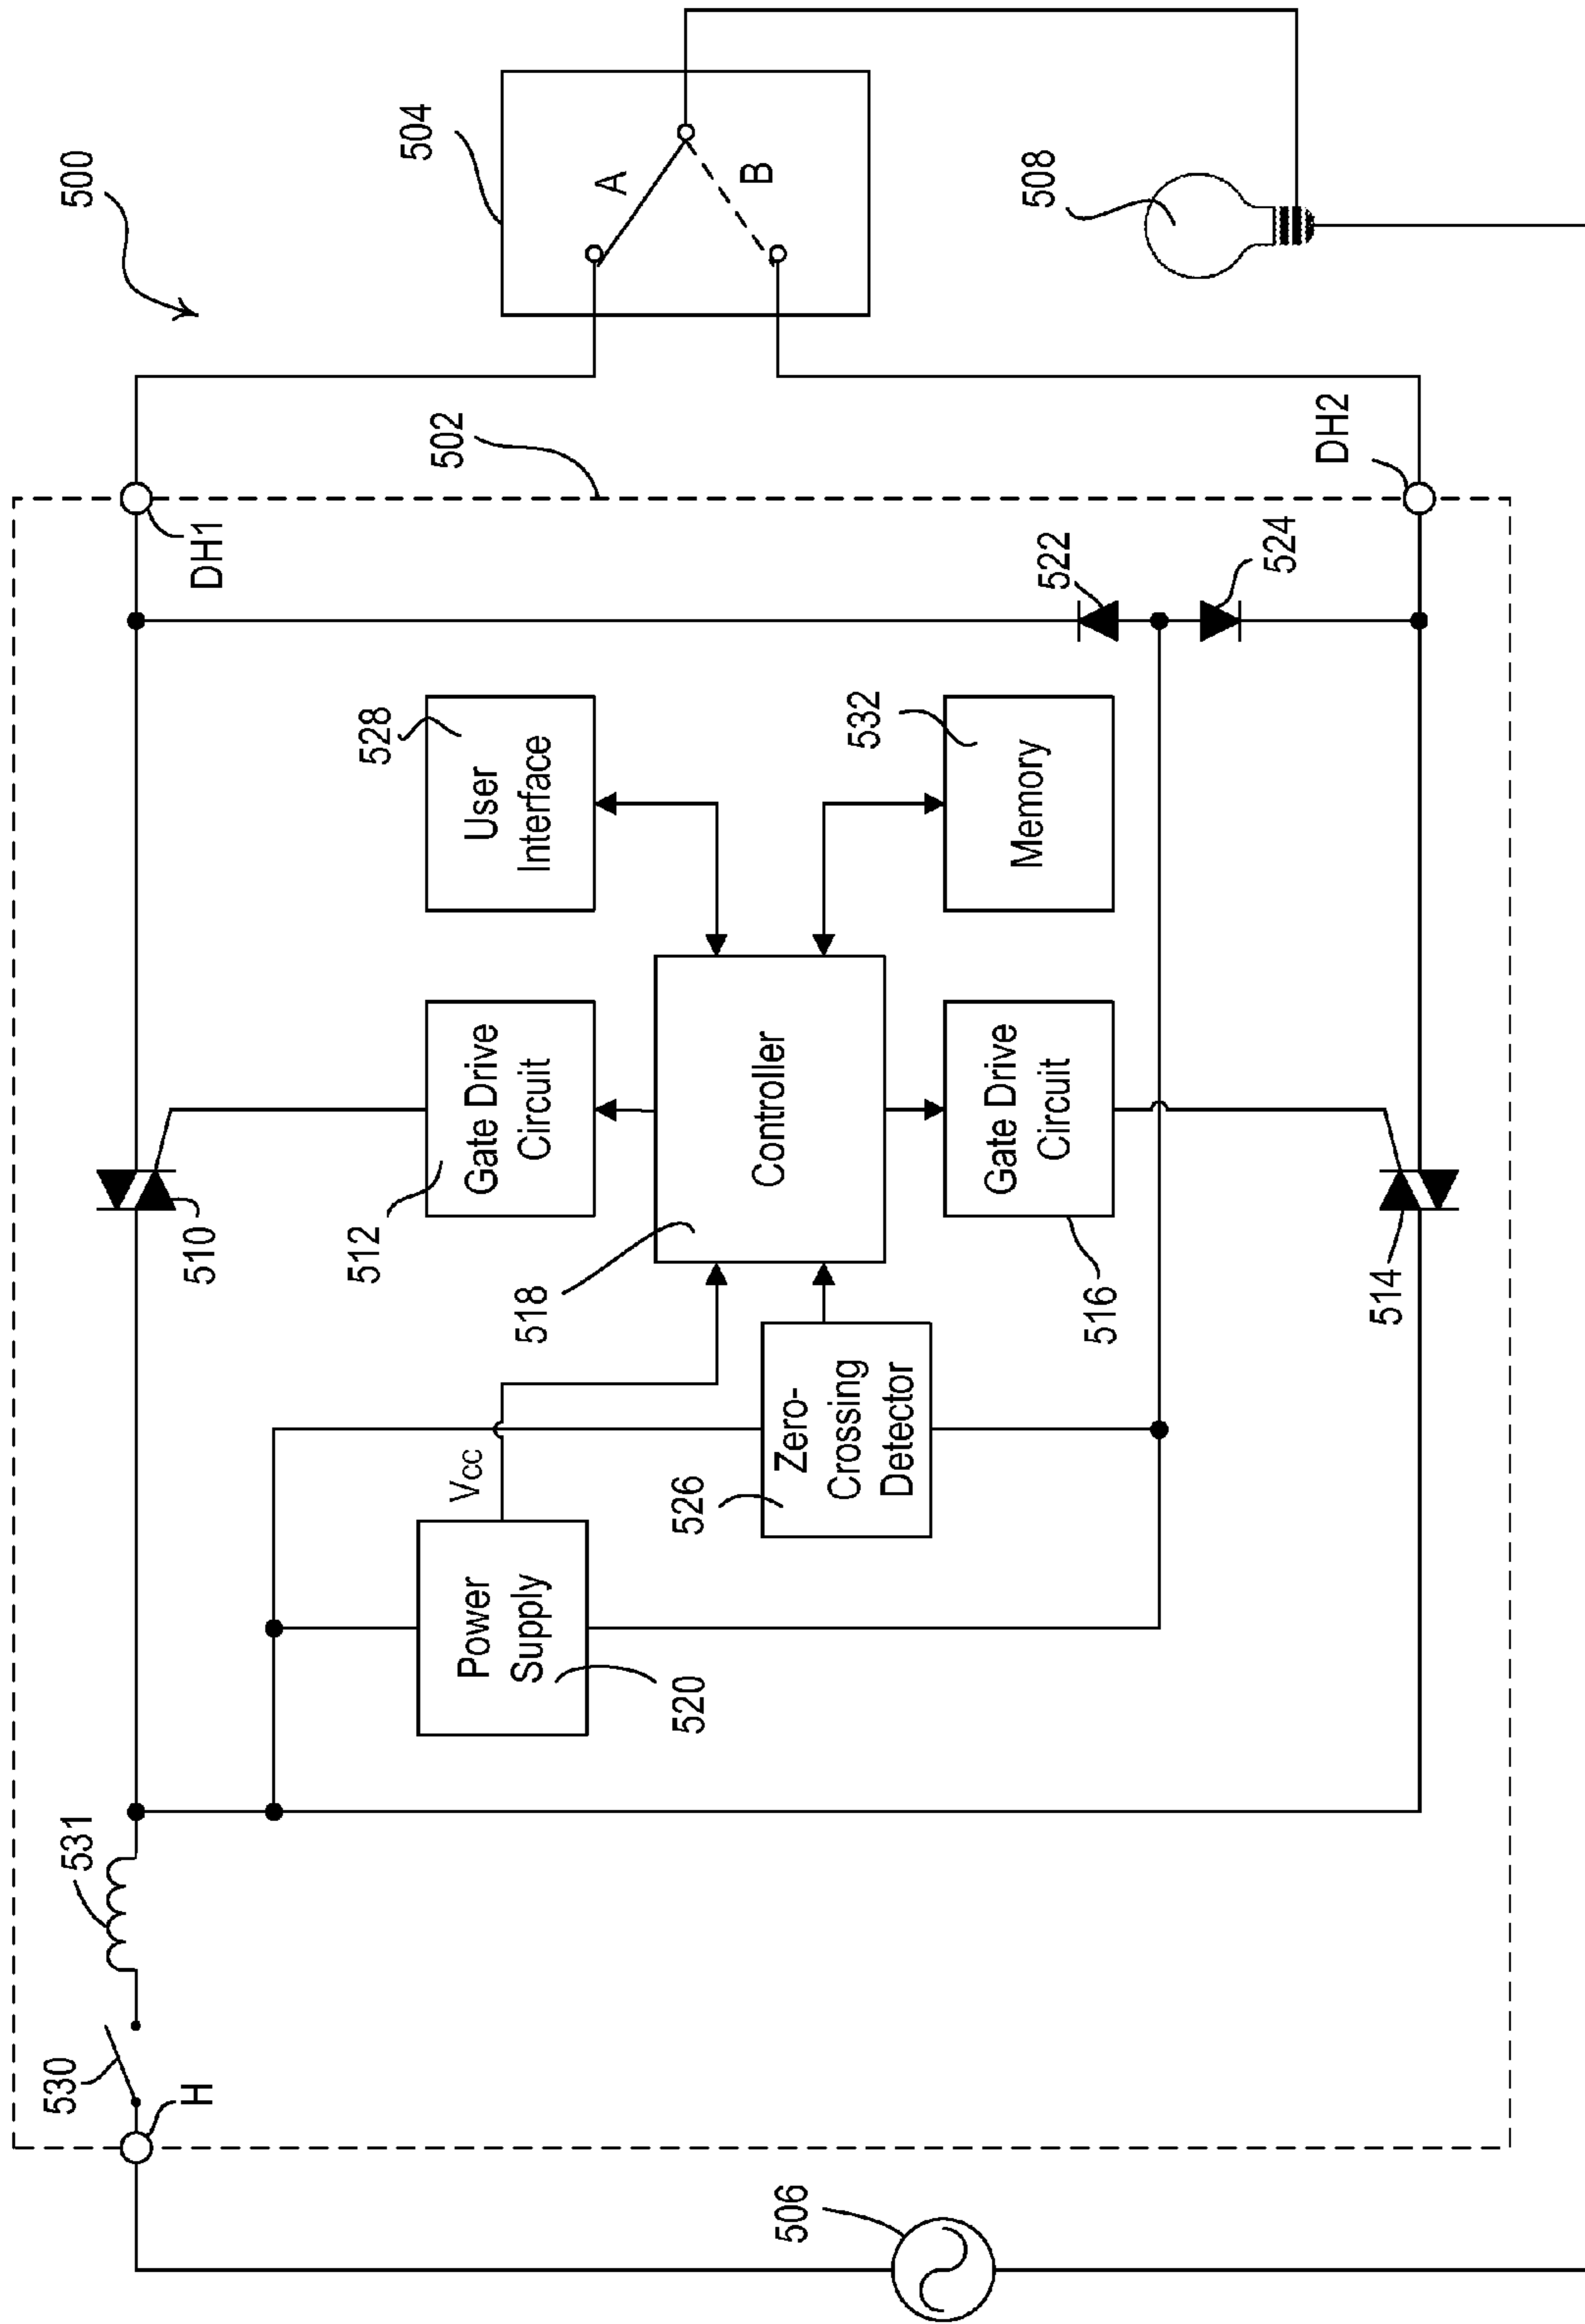 500
504
A
B
508
502
DH1
DH2
522
524
528
User
Interface
532
Memory
510
512
Gate Drive
Circuit
518
Controller
Gate Drive
Circuit
516
514
Vcc
526
Zero-
Crossing
Detector
Power
Supply
520
531
530
H
506